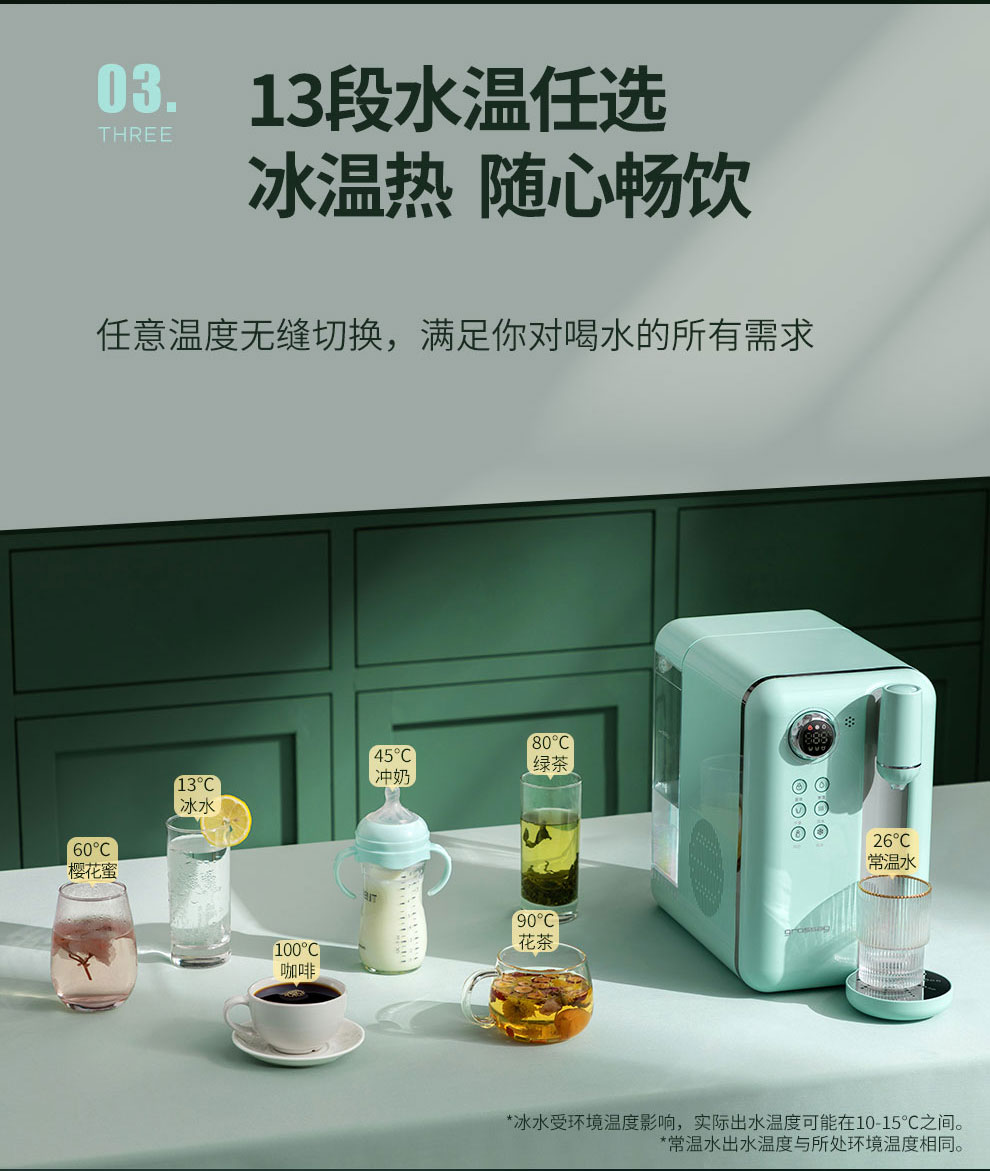 03.
THREE
13段水温任选
冰温热 随心畅饮
任意温度无缝切换，满足你对喝水的所有需求
80℃
绿茶
45℃
冲奶
13℃
冰水
26℃
常温水
60℃
樱花蜜
90℃
花茶
100℃
咖啡
grossag
*冰水受环境温度影响，实际出水温度可能在10-15℃之间。
*常温水出水温度与所处环境温度相同。